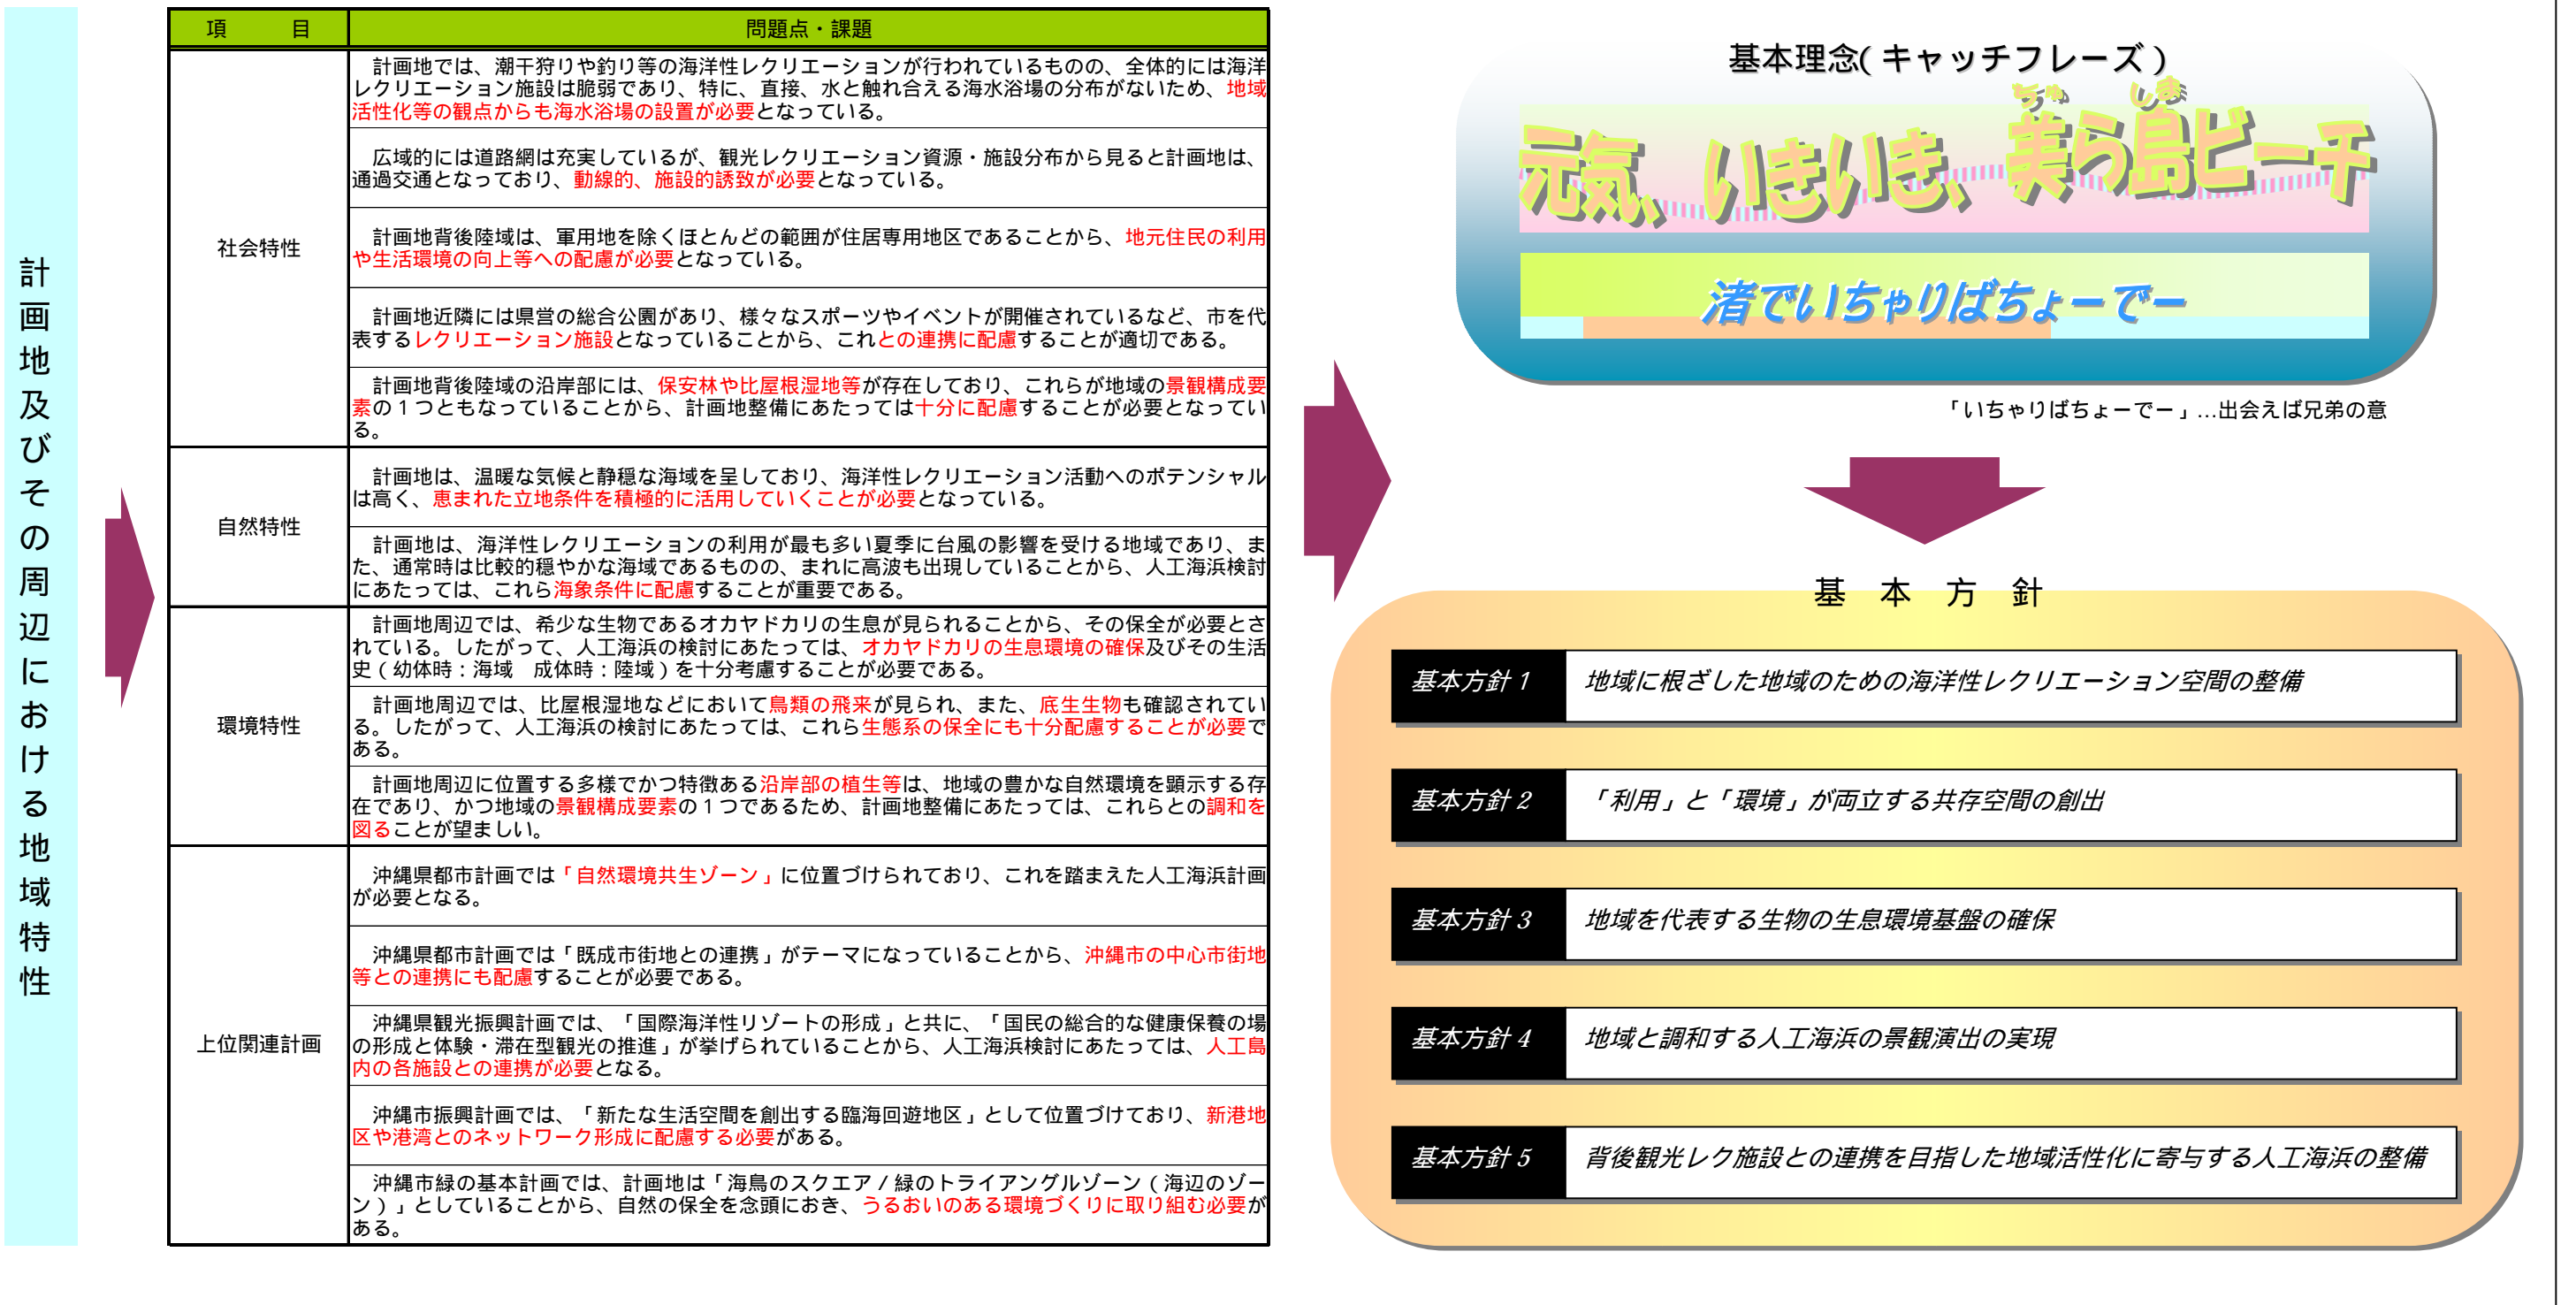 計画地及びその周辺における地域特性
項　　目
問題点・課題
社会特性
計画地では、潮干狩りや釣り等の海洋性レクリエーションが行われているものの、全体的には海洋
レクリエーション施設は脆弱であり、特に、直接、水と触れ合える海水浴場の分布がないため、地域
活性化等の観点からも海水浴場の設置が必要となっている。
広域的には道路網は充実しているが、観光レクリエーション資源・施設分布から見ると計画地は、
通過交通となっており、動線的、施設的誘致が必要となっている。
計画地背後陸域は、軍用地を除くほとんどの範囲が住居専用地区であることから、地元住民の利用
や生活環境の向上等への配慮が必要となっている。
計画地近隣には県営の総合公園があり、様々なスポーツやイベントが開催されているなど、市を代
表するレクリエーション施設となっていることから、これとの連携に配慮することが適切である。
計画地背後陸域の沿岸部には、保安林や比屋根湿地等が存在しており、これらが地域の景観構成要
素の１つともなっていることから、計画地整備にあたっては十分に配慮することが必要となってい
る。
自然特性
計画地は、温暖な気候と静穏な海域を呈しており、海洋性レクリエーション活動へのポテンシャル
は高く、恵まれた立地条件を積極的に活用していくことが必要となっている。
計画地は、海洋性レクリエーションの利用が最も多い夏季に台風の影響を受ける地域であり、ま
た、通常時は比較的穏やかな海域であるものの、まれに高波も出現していることから、人工海浜検討
にあたっては、これら海象条件に配慮することが重要である。
環境特性
計画地周辺では、希少な生物であるオカヤドカリの生息が見られることから、その保全が必要とさ
れている。したがって、人工海浜の検討にあたっては、オカヤドカリの生息環境の確保及びその生活
史（幼体時：海域　成体時：陸域）を十分考慮することが必要である。
計画地周辺では、比屋根湿地などにおいて鳥類の飛来が見られ、また、底生生物も確認されてい
る。したがって、人工海浜の検討にあたっては、これら生態系の保全にも十分配慮することが必要で
ある。
計画地周辺に位置する多様でかつ特徴ある沿岸部の植生等は、地域の豊かな自然環境を顕示する存
在であり、かつ地域の景観構成要素の１つであるため、計画地整備にあたっては、これらとの調和を
図ることが望ましい。
上位関連計画
沖縄県都市計画では「自然環境共生ゾーン」に位置づけられており、これを踏まえた人工海浜計画
が必要となる。
沖縄県都市計画では「既成市街地との連携」がテーマになっていることから、沖縄市の中心市街地
等との連携にも配慮することが必要である。
沖縄県観光振興計画では、「国際海洋性リゾートの形成」と共に、「国民の総合的な健康保養の場
の形成と体験・滞在型観光の推進」が挙げられていることから、人工海浜検討にあたっては、人工島
内の各施設との連携が必要となる。
沖縄市振興計画では、「新たな生活空間を創出する臨海回遊地区」として位置づけており、新港地
区や港湾とのネットワーク形成に配慮する必要がある。
沖縄市緑の基本計画では、計画地は「海鳥のスクエア／緑のトライアングルゾーン（海辺のゾー
ン）」としていることから、自然の保全を念頭におき、うるおいのある環境づくりに取り組む必要が
ある。
基本理念(キャッチフレーズ)
ちゅ　しま
元気、いきいき、美ら島ビーチ
渚でいちゃりばちょーでー
「いちゃりばちょーでー」…出会えば兄弟の意
基　本　方　針
基本方針１　地域に根ざした地域のための海洋性レクリエーション空間の整備
基本方針２　「利用」と「環境」が両立する共存空間の創出
基本方針３　地域を代表する生物の生息環境基盤の確保
基本方針４　地域と調和する人工海浜の景観演出の実現
基本方針５　背後観光レク施設との連携を目指した地域活性化に寄与する人工海浜の整備